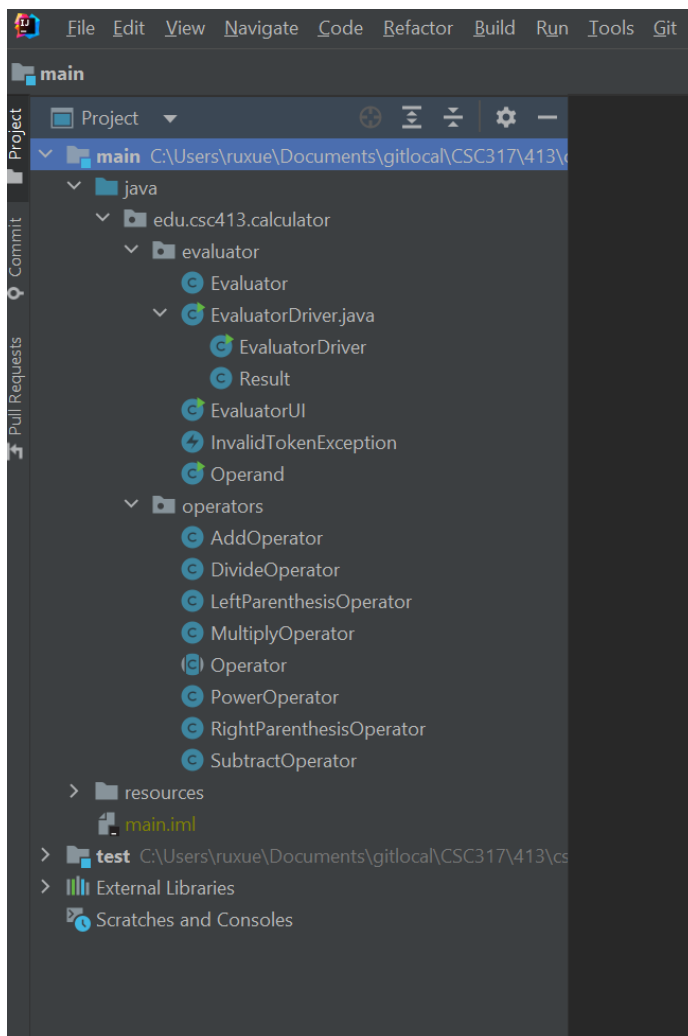 File Edit View Navigate Code Refactor Build Run Tools Git
main
Project
Project
Commit
Pull Requests
main C:\Users\ruxue\Documents\gitlocal\CSC317\413\
java
edu.csc413.calculator
evaluator
Evaluator
EvaluatorDriver.java
EvaluatorDriver
Result
EvaluatorUI
InvalidTokenException
Operand
operators
AddOperator
DivideOperator
LeftParenthesisOperator
MultiplyOperator
Operator
PowerOperator
RightParenthesisOperator
SubtractOperator
resources
main.iml
test C:\Users\ruxue\Documents\gitlocal\CSC317\413\cs
External Libraries
Scratches and Consoles